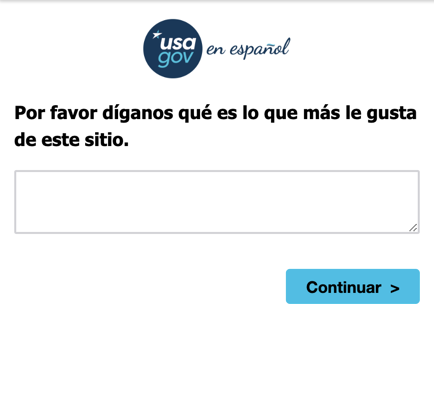 usa
gov
en español
Por favor díganos qué es lo que más le gusta
de este sitio.
Continuar >